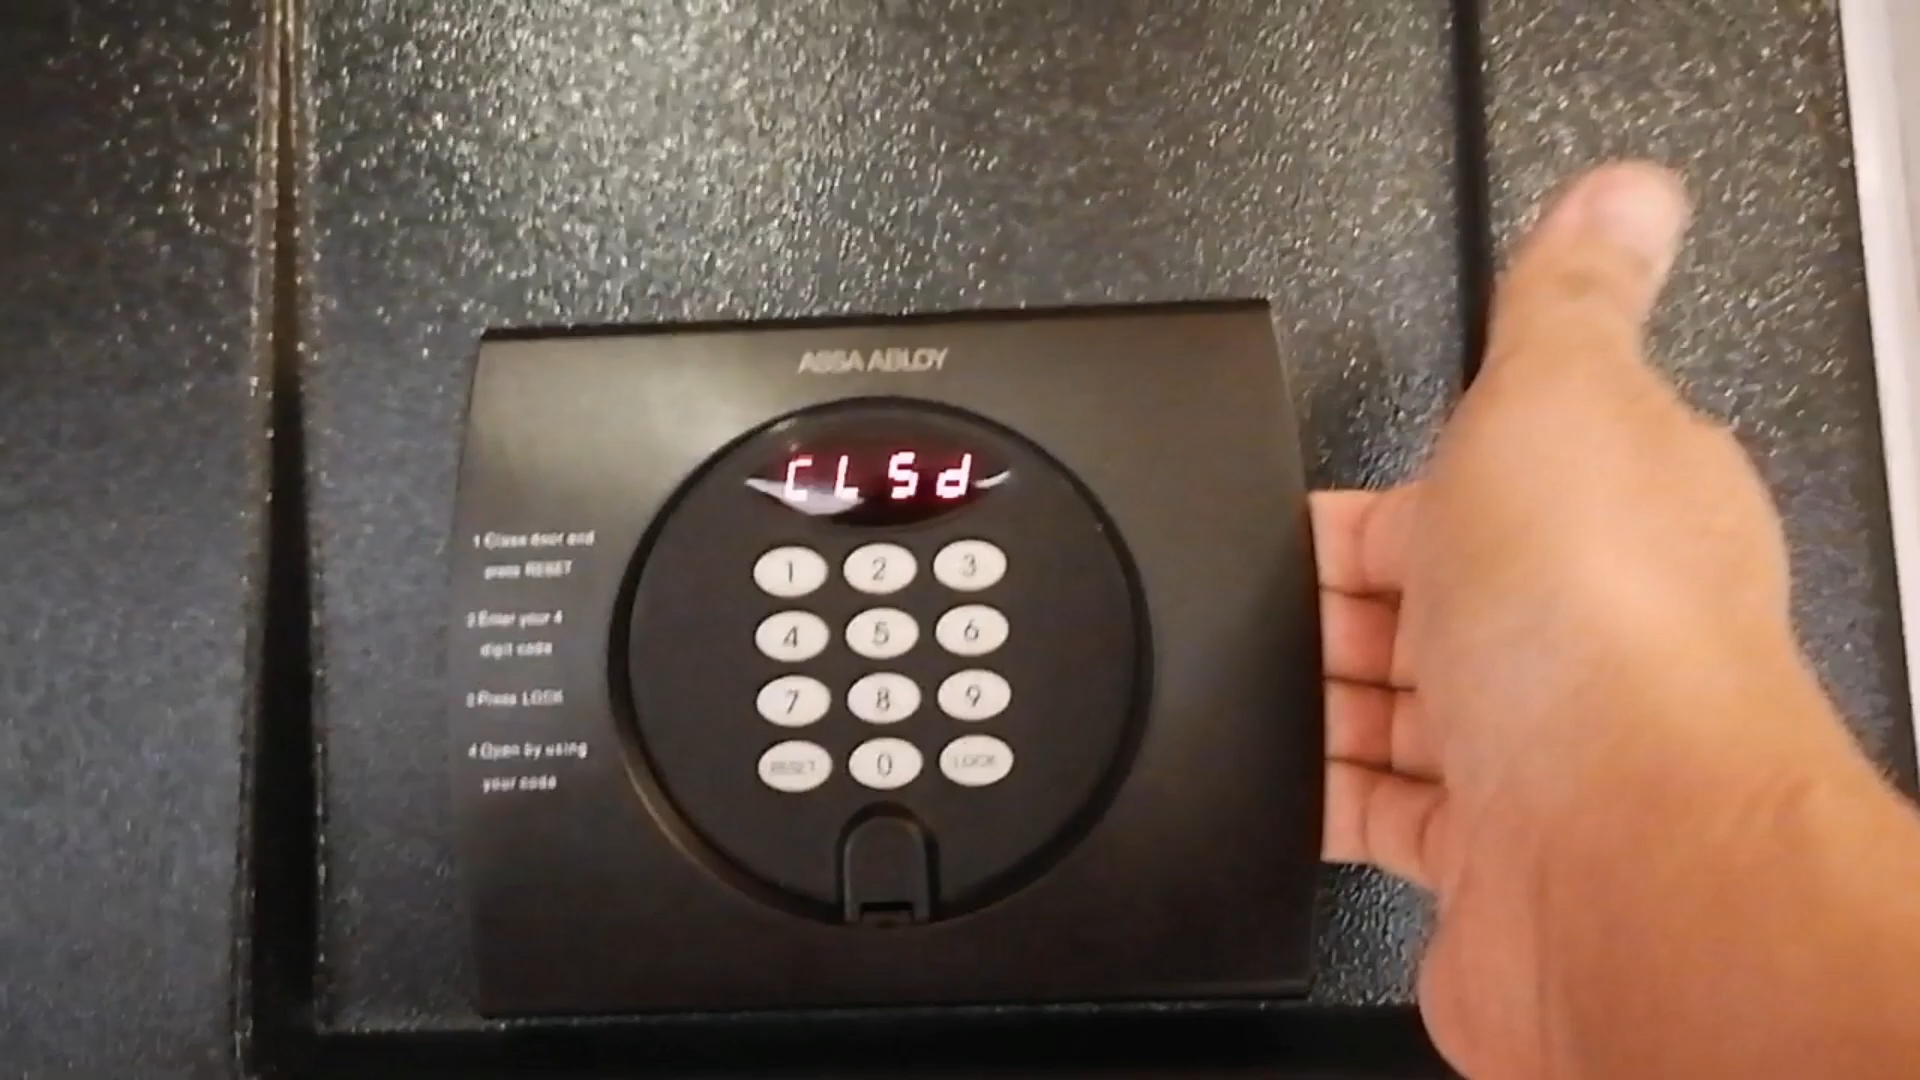 ASSA ABLOY
CLSd
1 Close door and
press RESET
2 Enter your 4
digit code
3 Press LOCK
4 Open by using
your code
1 2 3
4 5 6
7 8 9
RESET 0 LOCK